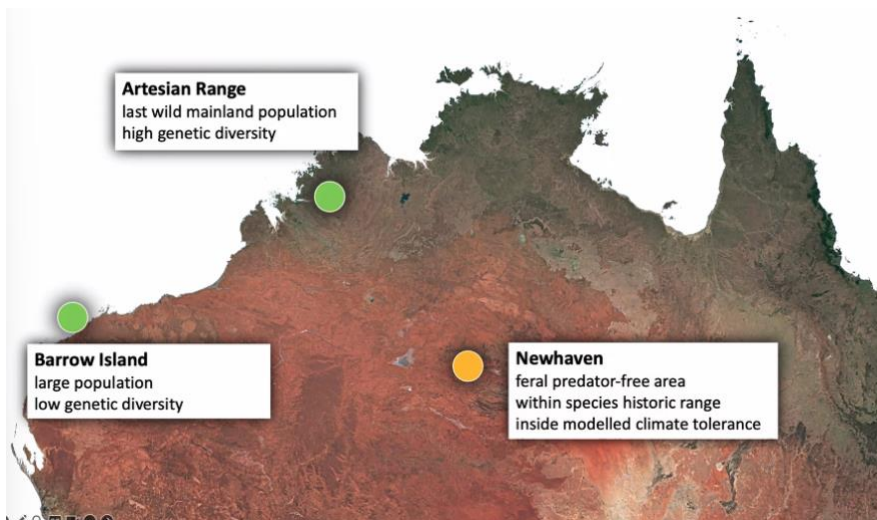 Artesian Range
last wild mainland population
high genetic diversity
Barrow Island
large population
low genetic diversity
Newhaven
feral predator-free area
within species historic range
inside modelled climate tolerance